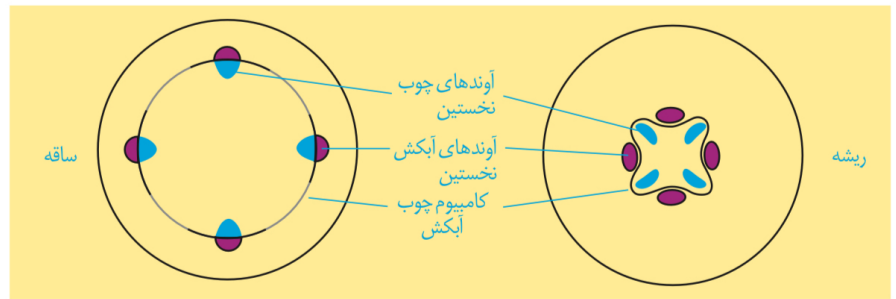 آوندهای چوب
نخستین
آوندهای آبکش
نخستین
کامبیوم چوب
آبکش
ساقه
ریشه